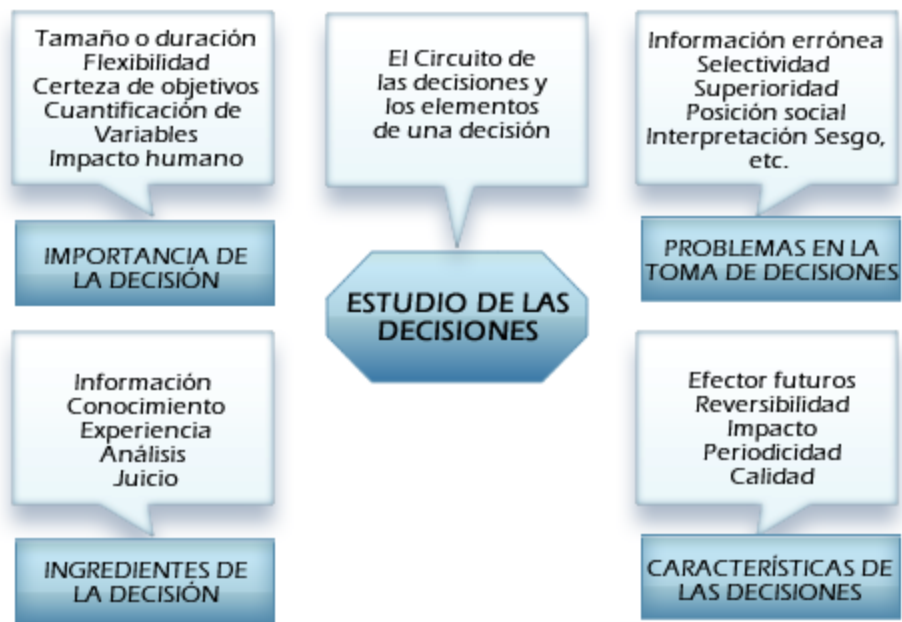 Tamaño o duración
Flexibilidad
Certeza de objetivos
Cuantificación de
Variables
Impacto humano
IMPORTANCIA DE
LA DECISIÓN
El Circuito de
las decisiones y
los elementos
de una decisión
ESTUDIO DE LAS
DECISIONES
Información errónea
Selectividad
Superioridad
Posición social
Interpretación Sesgo,
etc.
PROBLEMAS EN LA
TOMA DE DECISIONES
Información
Conocimiento
Experiencia
Análisis
Juicio
INGREDIENTES DE
LA DECISIÓN
Efector futuros
Reversibilidad
Impacto
Periodicidad
Calidad
CARACTERÍSTICAS DE
LAS DECISIONES